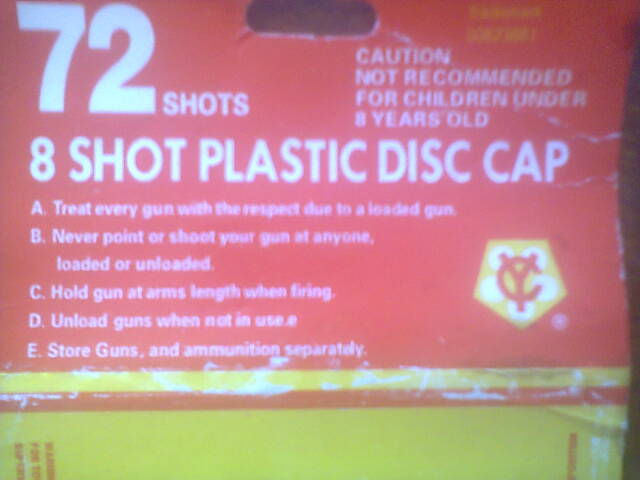 72 SHOTS
CAUTION
NOT RECOMMENDED
FOR CHILDREN UNDER
8 YEARS OLD
8 SHOT PLASTIC DISC CAP
A. Treat every gun with the respect due to a loaded gun.
B. Never point or shoot your gun at anyone,
loaded or unloaded.
C. Hold gun at arms length when firing.
D. Unload guns when not in use.e
E. Store Guns, and ammunition separately.
®